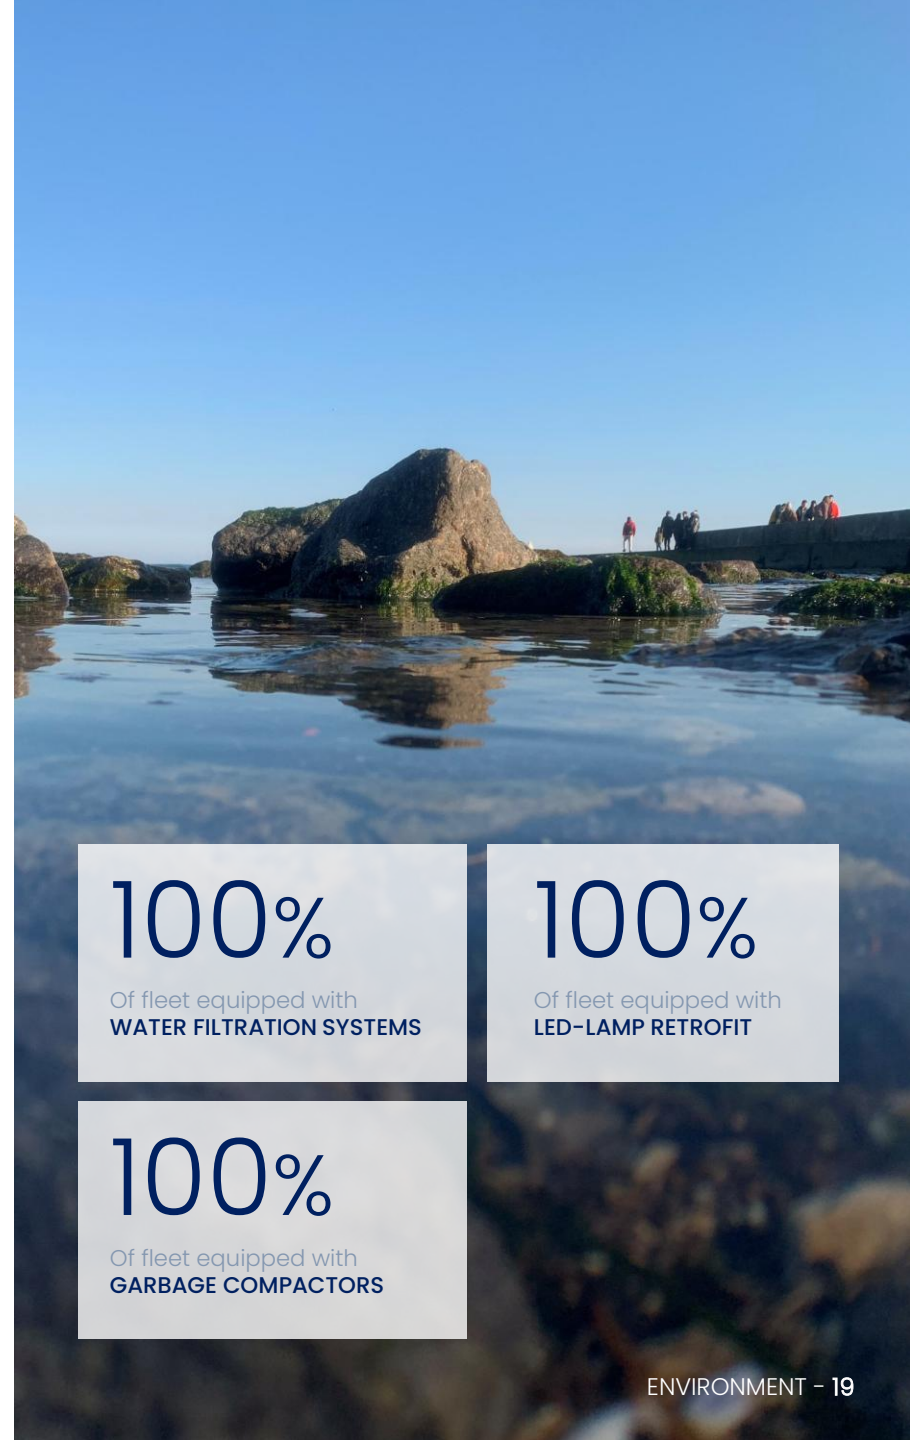 100%
Of fleet equipped with
WATER FILTRATION SYSTEMS
100%
Of fleet equipped with
LED-LAMP RETROFIT
100%
Of fleet equipped with
GARBAGE COMPACTORS
ENVIRONMENT - 19